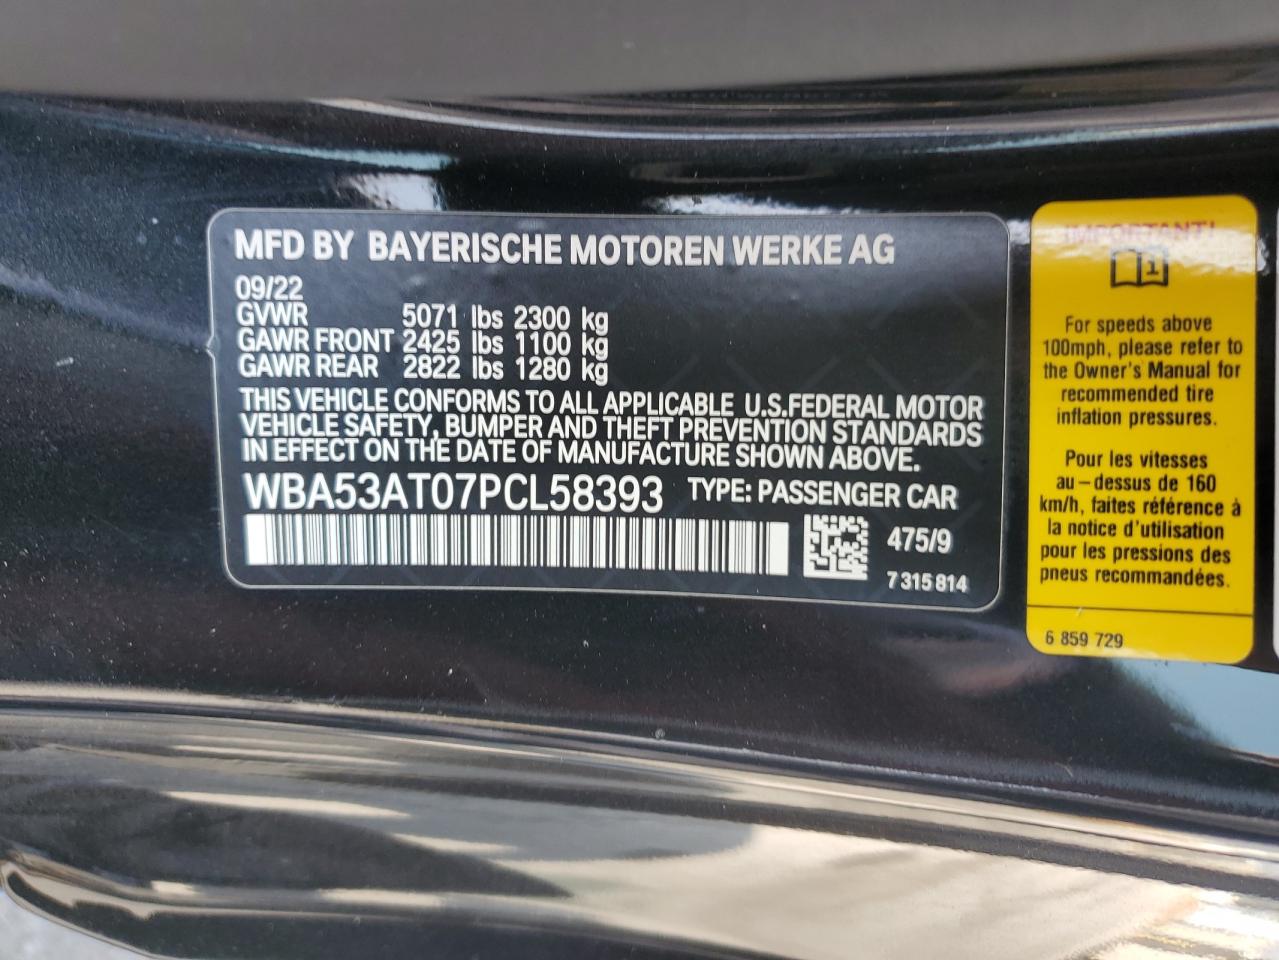 MFD BY BAYERISCHE MOTOREN WERKE AG
09/22
GVWR 5071 lbs 2300 kg
GAWR FRONT 2425 lbs 1100 kg
GAWR REAR 2822 lbs 1280 kg
THIS VEHICLE CONFORMS TO ALL APPLICABLE U.S.FEDERAL MOTOR
VEHICLE SAFETY, BUMPER AND THEFT PREVENTION STANDARDS
IN EFFECT ON THE DATE OF MANUFACTURE SHOWN ABOVE.
WBA53AT07PCL58393 TYPE: PASSENGER CAR
475/9
7 315 814
IMPORTANT!
For speeds above
100mph, please refer to
the Owner's Manual for
recommended tire
inflation pressures.
Pour les vitesses
au-dessus de 160
km/h, faites référence à
la notice d'utilisation
pour les pressions des
pneus recommandées.
6 859 729